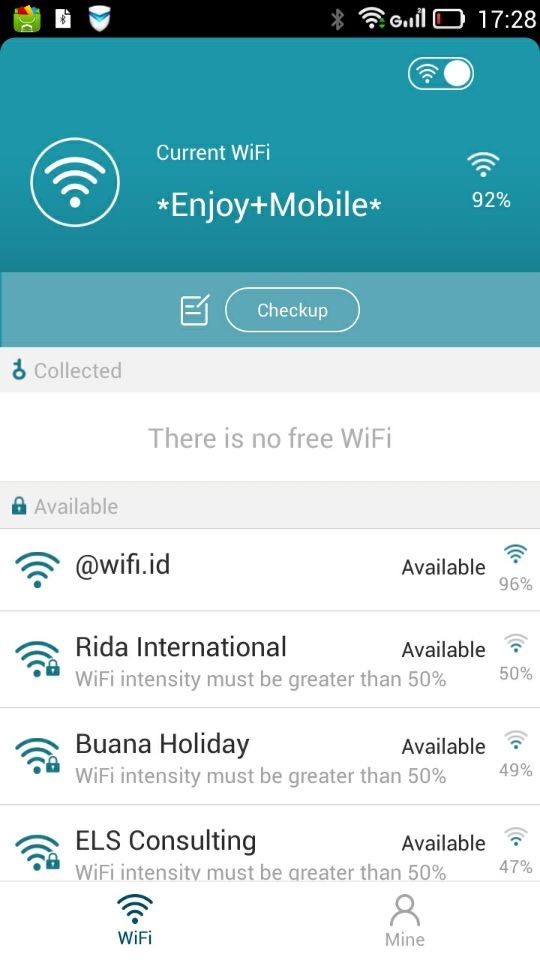 G 2 17:28
Current WiFi
*Enjoy+Mobile*
92%
Checkup
Collected
There is no free WiFi
Available
@wifi.id
Available
96%
Rida International
Available
WiFi intensity must be greater than 50%
50%
Buana Holiday
Available
WiFi intensity must be greater than 50%
49%
ELS Consulting
Available
WiFi intensity must be greater than 50%
47%
WiFi
Mine